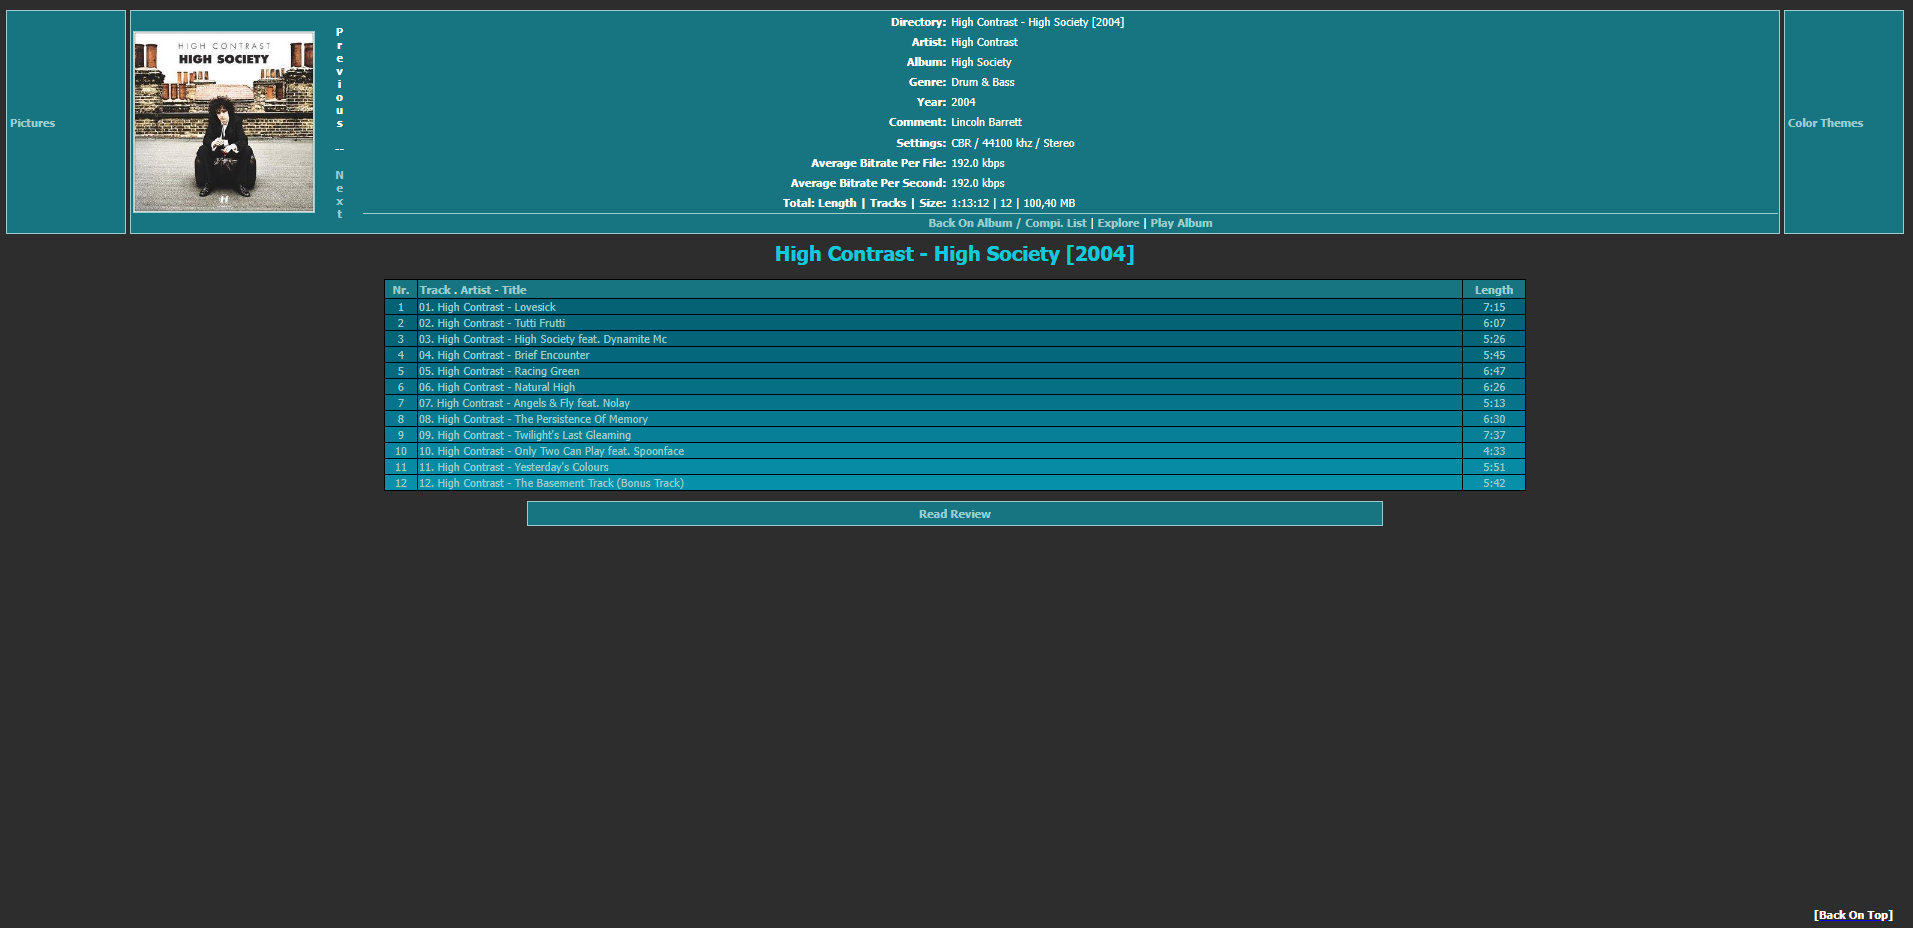 Pictures
HIGH CONTRAST
HIGH SOCIETY
Previous
--
Next
Directory: High Contrast - High Society [2004]
Artist: High Contrast
Album: High Society
Genre: Drum & Bass
Year: 2004
Comment: Lincoln Barrett
Settings: CBR / 44100 khz / Stereo
Average Bitrate Per File: 192.0 kbps
Average Bitrate Per Second: 192.0 kbps
Total: Length | Tracks | Size: 1:13:12 | 12 | 100,40 MB
Back On Album / Compi. List | Explore | Play Album
Color Themes
High Contrast - High Society [2004]
Nr. Track . Artist - Title Length
1 01. High Contrast - Lovesick 7:15
2 02. High Contrast - Tutti Frutti 6:07
3 03. High Contrast - High Society feat. Dynamite Mc 5:26
4 04. High Contrast - Brief Encounter 5:45
5 05. High Contrast - Racing Green 6:47
6 06. High Contrast - Natural High 6:26
7 07. High Contrast - Angels & Fly feat. Nolay 5:13
8 08. High Contrast - The Persistence Of Memory 6:30
9 09. High Contrast - Twilight's Last Gleaming 7:37
10 10. High Contrast - Only Two Can Play feat. Spoonface 4:33
11 11. High Contrast - Yesterday's Colours 5:51
12 12. High Contrast - The Basement Track (Bonus Track) 5:42
Read Review
[Back On Top]